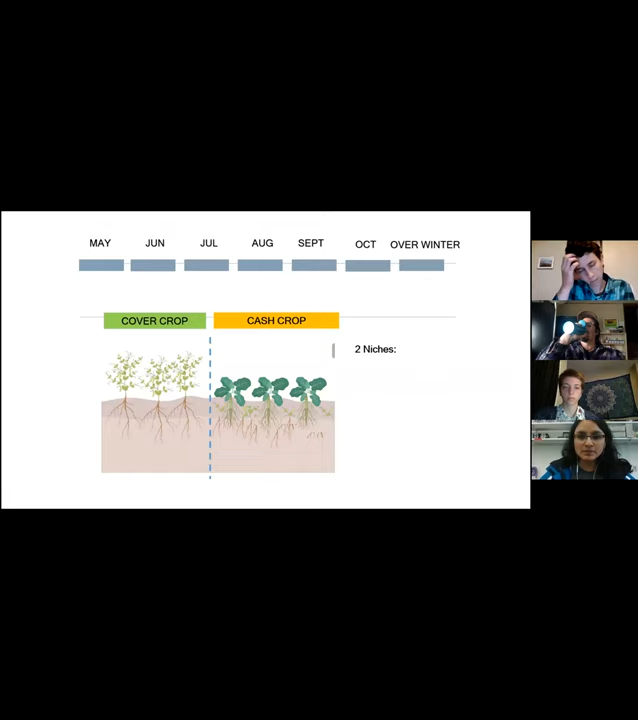 MAY JUN JUL AUG SEPT OCT OVER WINTER
COVER CROP CASH CROP
2 Niches: